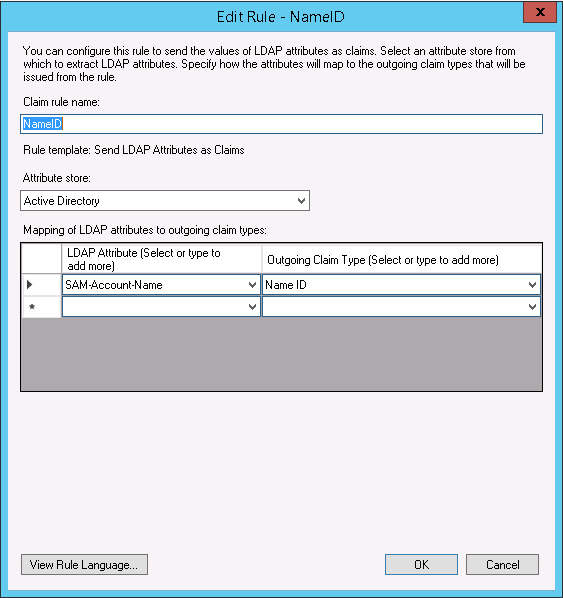 Edit Rule - NameID
x
You can configure this rule to send the values of LDAP attributes as claims. Select an attribute store from
which to extract LDAP attributes. Specify how the attributes will map to the outgoing claim types that will be
issued from the rule.
Claim rule name:
NameID
Rule template: Send LDAP Attributes as Claims
Attribute store:
Active Directory
Mapping of LDAP attributes to outgoing claim types:
LDAP Attribute (Select or type to
add more)
Outgoing Claim Type (Select or type to add more)
SAM-Account-Name
Name ID
*
View Rule Language...
OK
Cancel